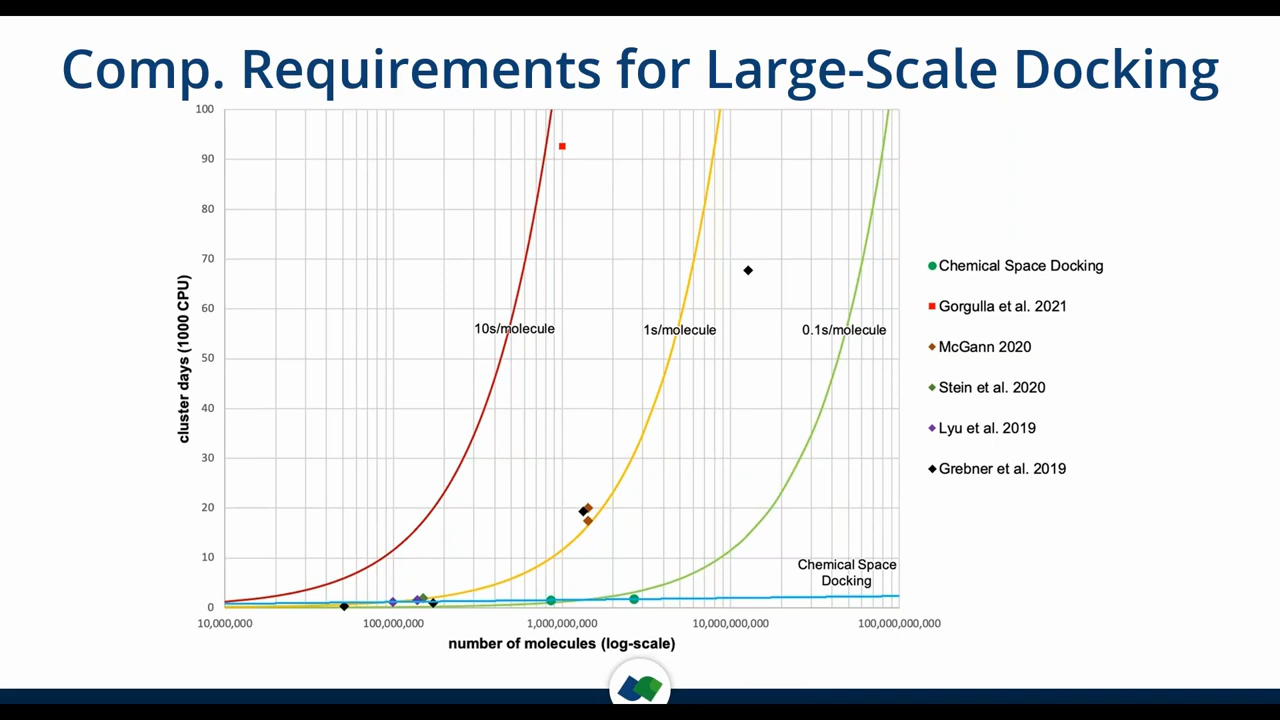 Comp. Requirements for Large-Scale Docking
100
90
80
70
60
50
40
30
20
10
0
cluster days (1000 CPU)
10s/molecule
1s/molecule
0.1s/molecule
Chemical Space
Docking
10,000,000
100,000,000
1,000,000,000
10,000,000,000
100,000,000,000
number of molecules (log-scale)
Chemical Space Docking
Gorgulla et al. 2021
McGann 2020
Stein et al. 2020
Lyu et al. 2019
Grebner et al. 2019